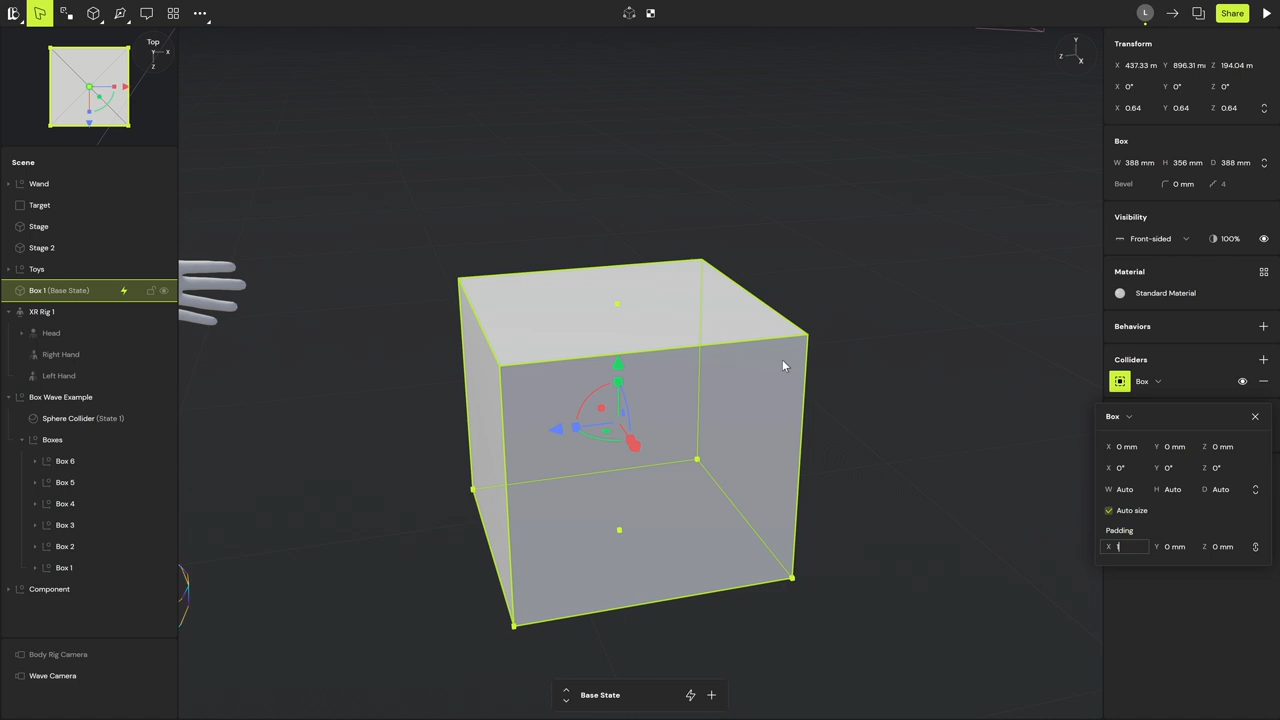 L
Share
Top
Y X
Z
Y
Z
X
Scene
Wand
Target
Stage
Stage 2
Toys
Box 1 (Base State)
XR Rig 1
Head
Right Hand
Left Hand
Box Wave Example
Sphere Collider (State 1)
Boxes
Box 6
Box 5
Box 4
Box 3
Box 2
Box 1
Component
Body Rig Camera
Wave Camera
Base State
Transform
X 437.33 m Y 896.31 m Z 194.04 m
X 0° Y 0° Z 0°
X 0.64 Y 0.64 Z 0.64
Box
W 388 mm H 356 mm D 388 mm
Bevel 0 mm 4
Visibility
Front-sided 100%
Material
Standard Material
Behaviors
Colliders
Box
Box
X 0 mm Y 0 mm Z 0 mm
X 0° Y 0° Z 0°
W Auto H Auto D Auto
Auto size
Padding
X 1 Y 0 mm Z 0 mm